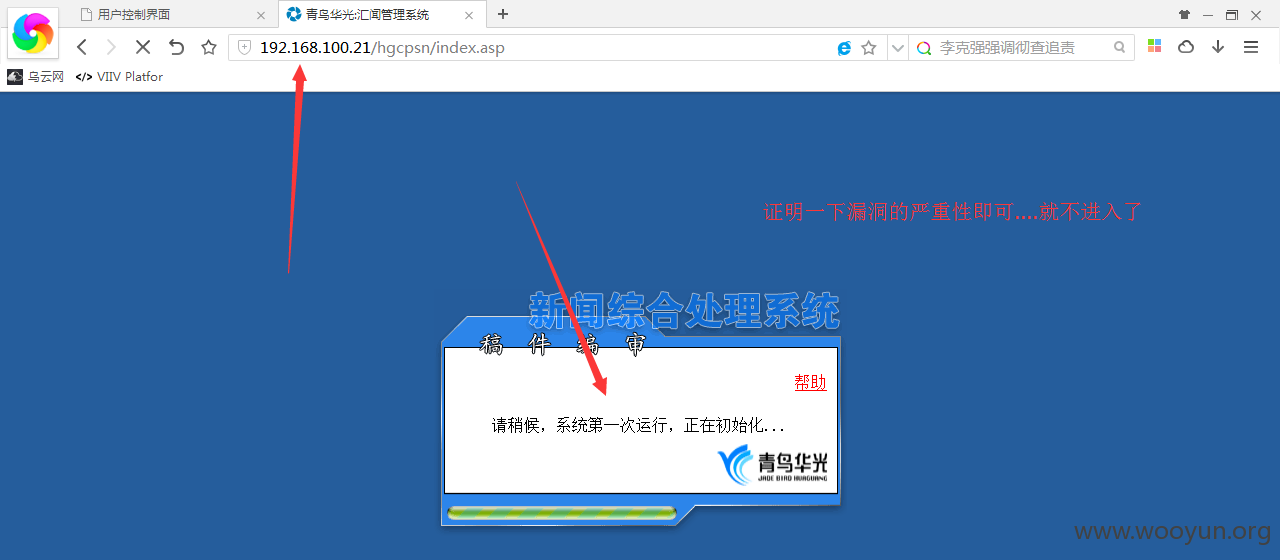 用户控制界面
青鸟华光:汇闻管理系统
192.168.100.21/hgcpsn/index.asp
李克强强调彻查追责
乌云网
</> VIIV Platfor
证明一下漏洞的严重性即可....就不进入了
新闻综合处理系统
稿件编审
帮助
请稍候，系统第一次运行，正在初始化...
青鸟华光
JADE BIRD HUAGUANG
www.wooyun.org